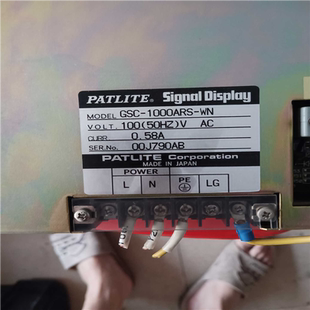 PATLITE® Signal Display
MODEL GSC-1000ARS-WN
VOLT. 100(50HZ)V AC
CURR. 0.58A
SER.No. 00J790AB
PATLITE Corporation
MADE IN JAPAN
POWER
L N PE LG